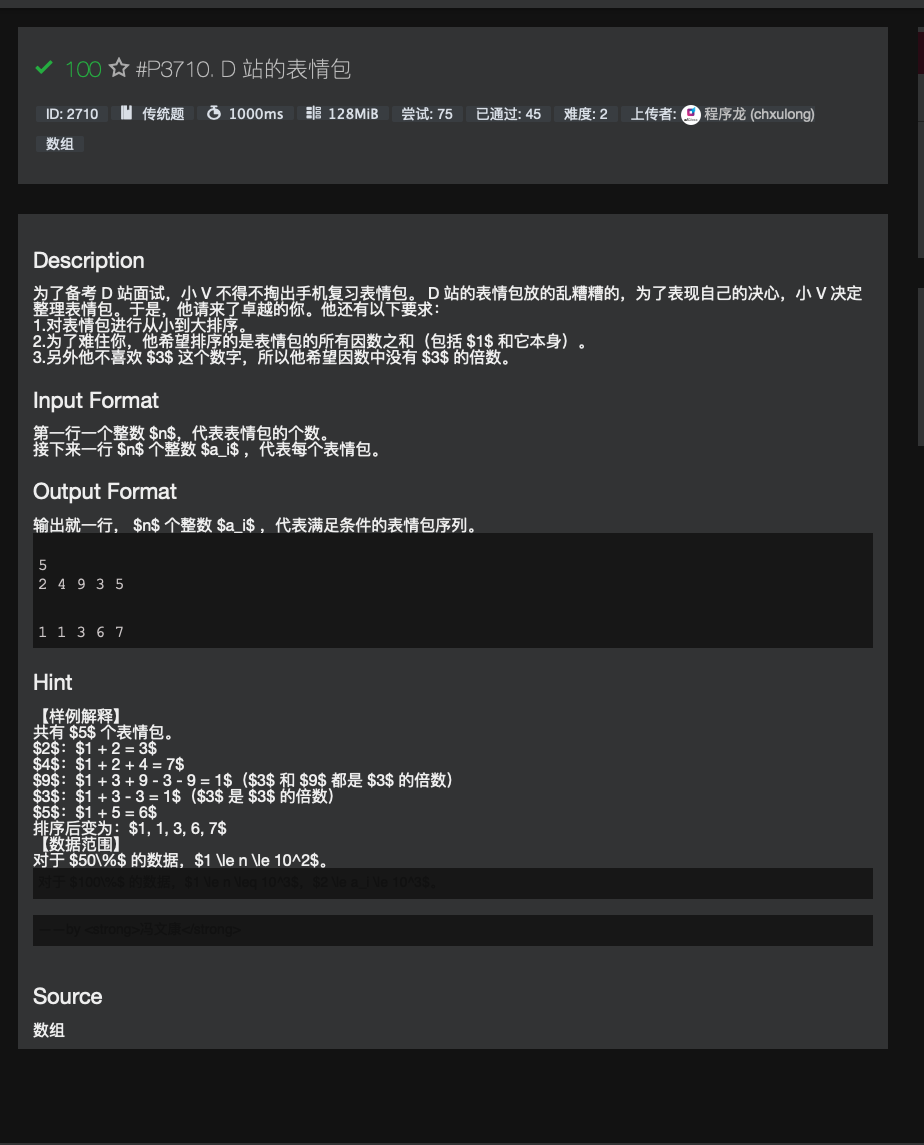 100 #P3710. D 站的表情包
ID: 2710 传统题 1000ms 128MiB 尝试: 75 已通过: 45 难度: 2 上传者: 程序龙 (chxulong)
数组
Description
为了备考 D 站面试，小 V 不得不掏出手机复习表情包。 D 站的表情包放的乱糟糟的，为了表现自己的决心，小 V 决定
整理表情包。于是，他请来了卓越的你。他还有以下要求：
1.对表情包进行从小到大排序。
2.为了难住你，他希望排序的是表情包的所有因数之和（包括 $1$ 和它本身）。
3.另外他不喜欢 $3$ 这个数字，所以他希望因数中没有 $3$ 的倍数。
Input Format
第一行一个整数 $n$，代表表情包的个数。
接下来一行 $n$ 个整数 $a_i$ ，代表每个表情包。
Output Format
输出就一行， $n$ 个整数 $a_i$ ，代表满足条件的表情包序列。
5
2 4 9 3 5
1 1 3 6 7
Hint
【样例解释】
共有 $5$ 个表情包。
$2$：$1 + 2 = 3$
$4$：$1 + 2 + 4 = 7$
$9$：$1 + 3 + 9 - 3 - 9 = 1$（$3$ 和 $9$ 都是 $3$ 的倍数）
$3$：$1 + 3 - 3 = 1$（$3$ 是 $3$ 的倍数）
$5$：$1 + 5 = 6$
排序后变为：$1, 1, 3, 6, 7$
【数据范围】
对于 $50\%$ 的数据，$1 \le n \le 10^2$。
对于 $100\%$ 的数据，$1 \le n \leq 10^3$，$2 \le a_i \le 10^3$。
——by <strong>冯文旗</strong>
Source
数组